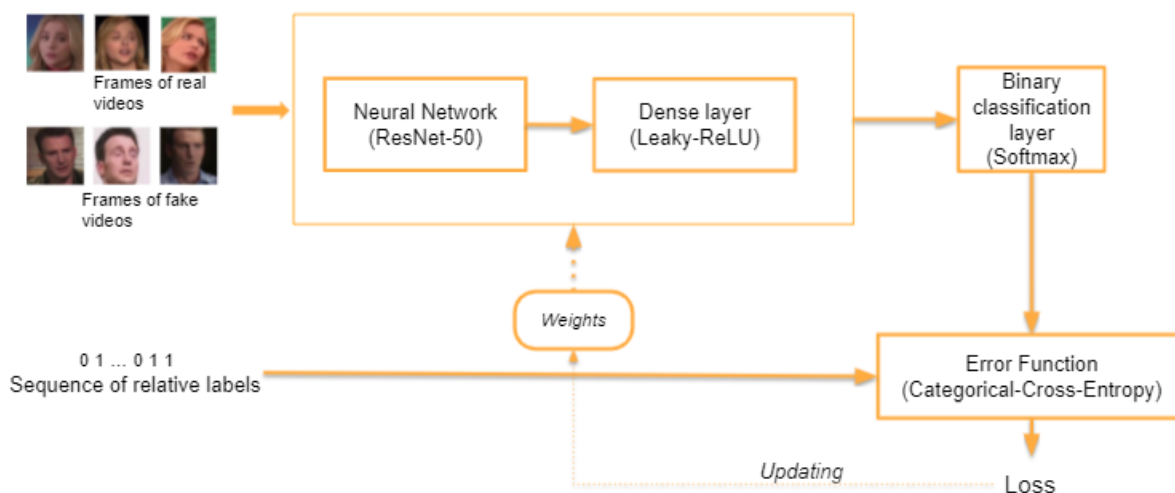 Frames of real
videos
Frames of fake
videos
Neural Network
(ResNet-50)
Dense layer
(Leaky-ReLU)
Binary
classification
layer
(Softmax)
Weights
0 1 ... 0 1 1
Sequence of relative labels
Error Function
(Categorical-Cross-Entropy)
Updating
Loss